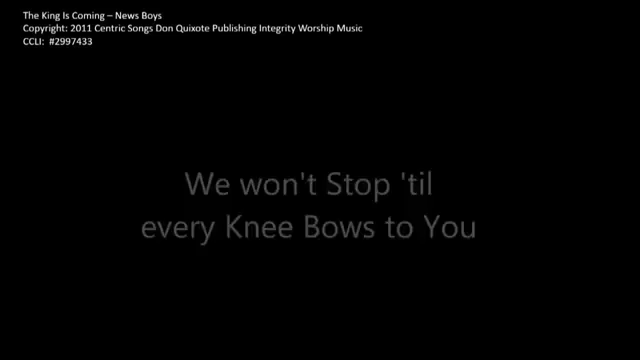 The King Is Coming – News Boys
Copyright: 2011 Centric Songs Don Quixote Publishing Integrity Worship Music
CCLI:  #2997433
We won't Stop 'til
every Knee Bows to You